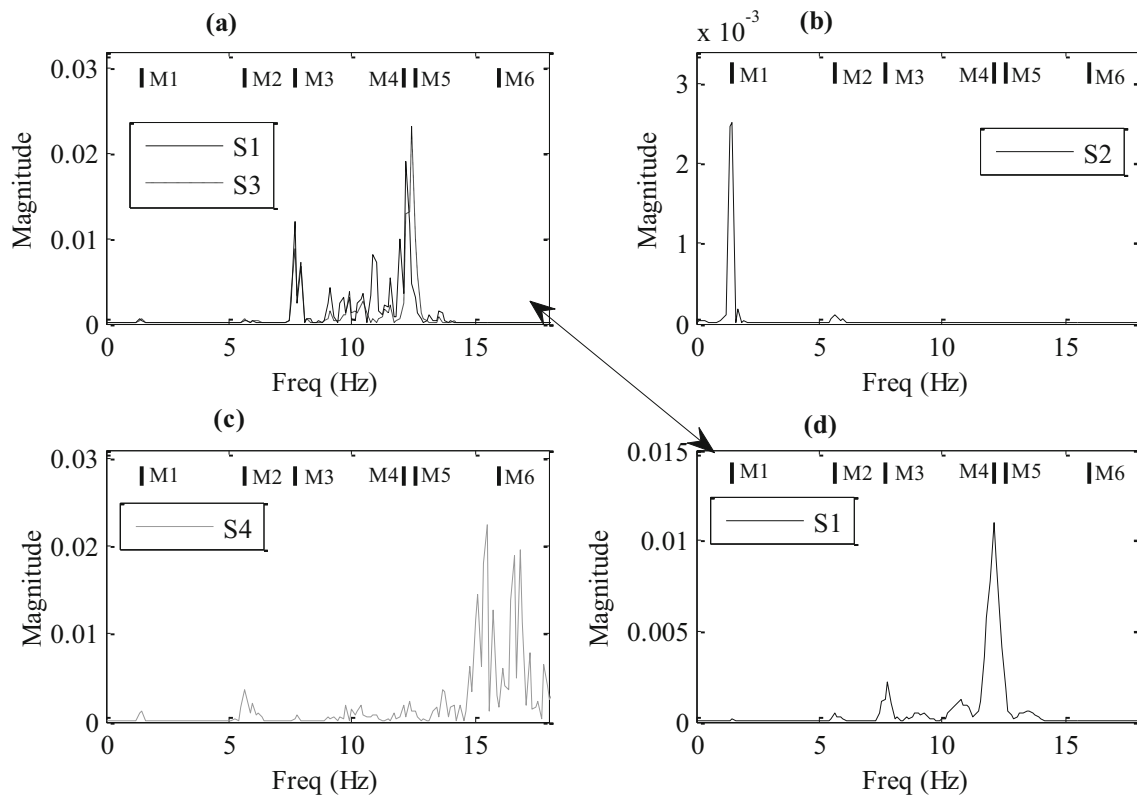 (a)
0.03
0.02
0.01
0
Magnitude
M1 M2 M3 M4 M5 M6
S1
S3
0 5 10 15
Freq (Hz)
(b)
x 10⁻³
3
2
1
0
Magnitude
M1 M2 M3 M4 M5 M6
S2
0 5 10 15
Freq (Hz)
(c)
0.03
0.02
0.01
0
Magnitude
M1 M2 M3 M4 M5 M6
S4
0 5 10 15
Freq (Hz)
(d)
0.015
0.01
0.005
0
Magnitude
M1 M2 M3 M4 M5 M6
S1
0 5 10 15
Freq (Hz)